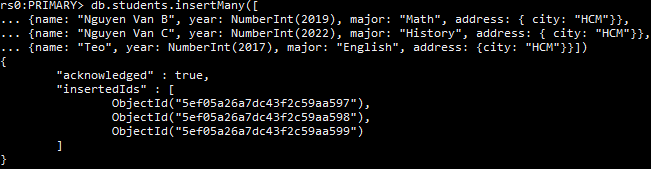 rs0:PRIMARY> db.students.insertMany([
... {name: "Nguyen Van B", year: NumberInt(2019), major: "Math", address: { city: "HCM"}},
... {name: "Nguyen Van C", year: NumberInt(2022), major: "History", address: { city: "HCM"}},
... {name: "Teo", year: NumberInt(2017), major: "English", address: {city: "HCM"}}])
{
        "acknowledged" : true,
        "insertedIds" : [
                ObjectId("5ef05a26a7dc43f2c59aa597"),
                ObjectId("5ef05a26a7dc43f2c59aa598"),
                ObjectId("5ef05a26a7dc43f2c59aa599")
        ]
}